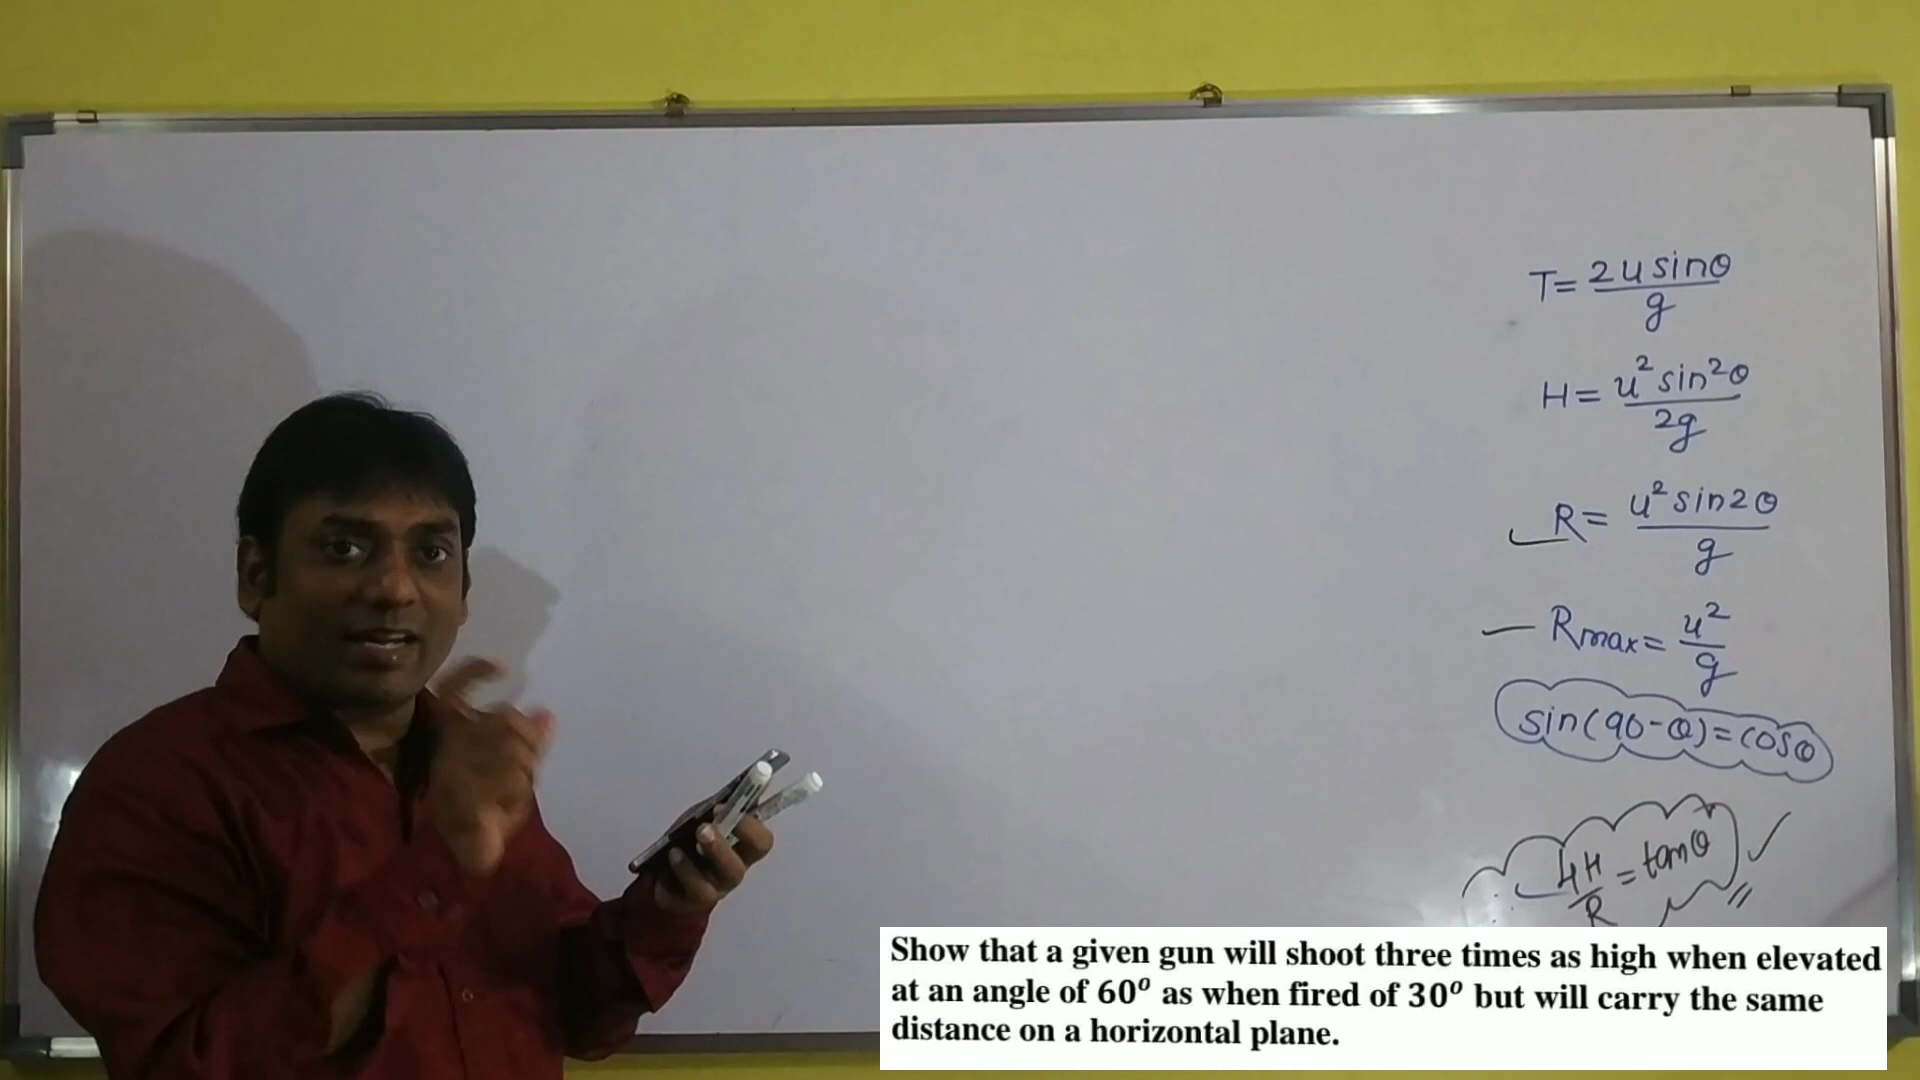 T = 2u sinθ / g
H = u² sin²θ / 2g
R = u² sin2θ / g
Rmax = u² / g
sin(90-θ) = cosθ
4H / R = tanθ
Show that a given gun will shoot three times as high when elevated
at an angle of 60° as when fired of 30° but will carry the same
distance on a horizontal plane.